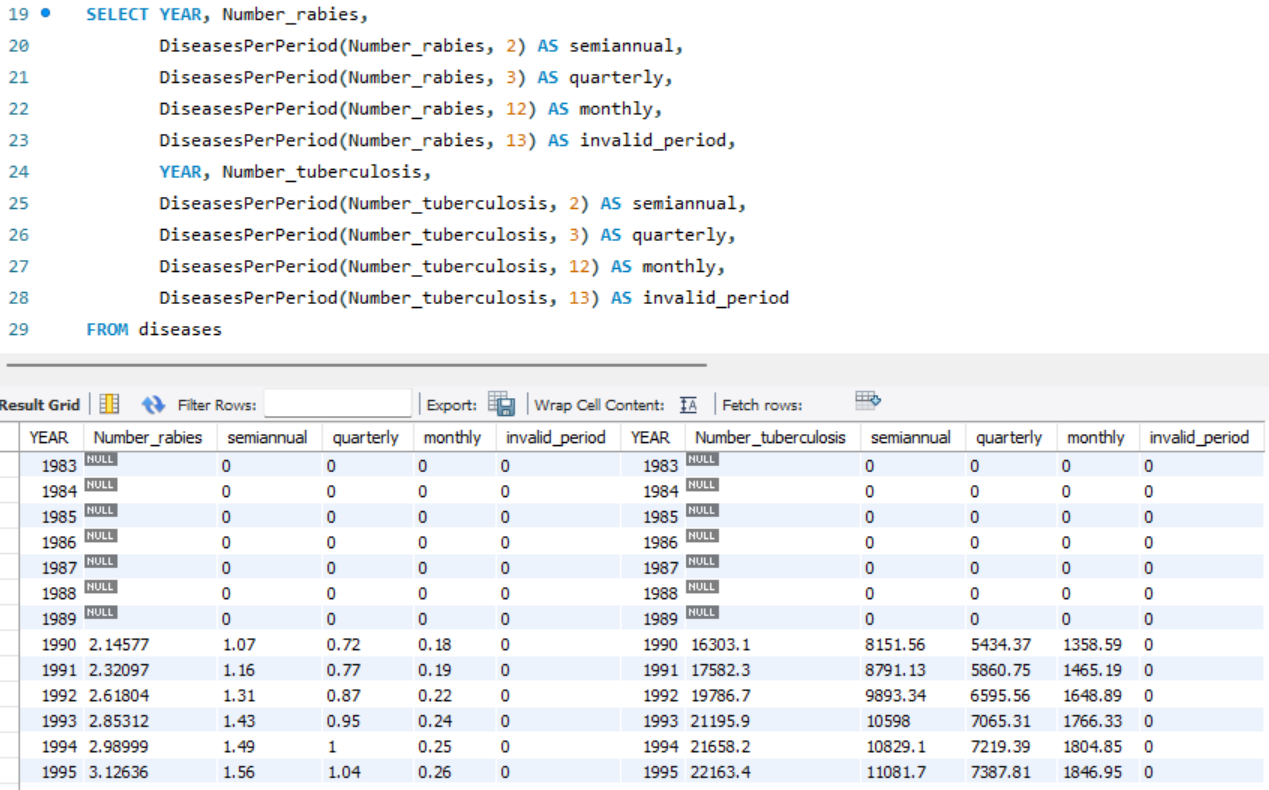 19 SELECT YEAR, Number_rabies,
20 DiseasesPerPeriod(Number_rabies, 2) AS semiannual,
21 DiseasesPerPeriod(Number_rabies, 3) AS quarterly,
22 DiseasesPerPeriod(Number_rabies, 12) AS monthly,
23 DiseasesPerPeriod(Number_rabies, 13) AS invalid_period,
24 YEAR, Number_tuberculosis,
25 DiseasesPerPeriod(Number_tuberculosis, 2) AS semiannual,
26 DiseasesPerPeriod(Number_tuberculosis, 3) AS quarterly,
27 DiseasesPerPeriod(Number_tuberculosis, 12) AS monthly,
28 DiseasesPerPeriod(Number_tuberculosis, 13) AS invalid_period
29 FROM diseases
Result Grid Filter Rows: Export: Wrap Cell Content: IA Fetch rows:
YEAR Number_rabies semiannual quarterly monthly invalid_period YEAR Number_tuberculosis semiannual quarterly monthly invalid_period
1983 NULL 0 0 0 0 1983 NULL 0 0 0 0
1984 NULL 0 0 0 0 1984 NULL 0 0 0 0
1985 NULL 0 0 0 0 1985 NULL 0 0 0 0
1986 NULL 0 0 0 0 1986 NULL 0 0 0 0
1987 NULL 0 0 0 0 1987 NULL 0 0 0 0
1988 NULL 0 0 0 0 1988 NULL 0 0 0 0
1989 NULL 0 0 0 0 1989 NULL 0 0 0 0
1990 2.14577 1.07 0.72 0.18 0 1990 16303.1 8151.56 5434.37 1358.59 0
1991 2.32097 1.16 0.77 0.19 0 1991 17582.3 8791.13 5860.75 1465.19 0
1992 2.61804 1.31 0.87 0.22 0 1992 19786.7 9893.34 6595.56 1648.89 0
1993 2.85312 1.43 0.95 0.24 0 1993 21195.9 10598 7065.31 1766.33 0
1994 2.98999 1.49 1 0.25 0 1994 21658.2 10829.1 7219.39 1804.85 0
1995 3.12636 1.56 1.04 0.26 0 1995 22163.4 11081.7 7387.81 1846.95 0